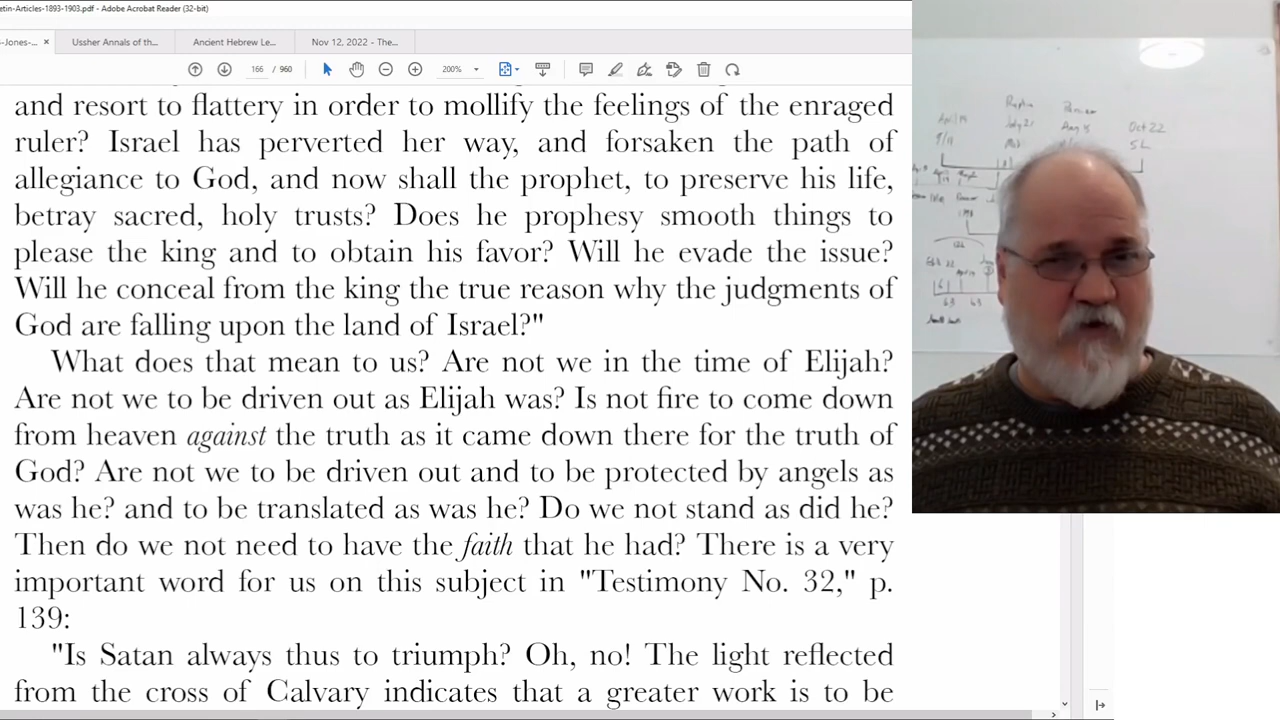 etin-Articles-1893-1903.pdf - Adobe Acrobat Reader (32-bit)
-Jones-... × Ussher Annals of th... Ancient Hebrew Le... Nov 12, 2022 - The...
166 / 960 200%
and resort to flattery in order to mollify the feelings of the enraged
ruler? Israel has perverted her way, and forsaken the path of
allegiance to God, and now shall the prophet, to preserve his life,
betray sacred, holy trusts? Does he prophesy smooth things to
please the king and to obtain his favor? Will he evade the issue?
Will he conceal from the king the true reason why the judgments of
God are falling upon the land of Israel?"
What does that mean to us? Are not we in the time of Elijah?
Are not we to be driven out as Elijah was? Is not fire to come down
from heaven against the truth as it came down there for the truth of
God? Are not we to be driven out and to be protected by angels as
was he? and to be translated as was he? Do we not stand as did he?
Then do we not need to have the faith that he had? There is a very
important word for us on this subject in "Testimony No. 32," p.
139:
"Is Satan always thus to triumph? Oh, no! The light reflected
from the cross of Calvary indicates that a greater work is to be
Oct 22